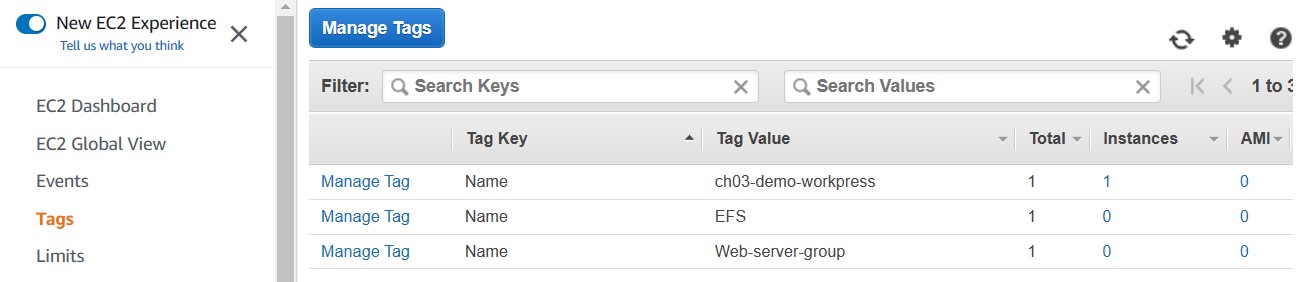 New EC2 Experience
Tell us what you think
EC2 Dashboard
EC2 Global View
Events
Tags
Limits
Manage Tags
Filter: Search Keys Search Values 1 to 3
Tag Key Tag Value Total Instances AMI
Manage Tag Name ch03-demo-workpress 1 1 0
Manage Tag Name EFS 1 0 0
Manage Tag Name Web-server-group 1 0 0